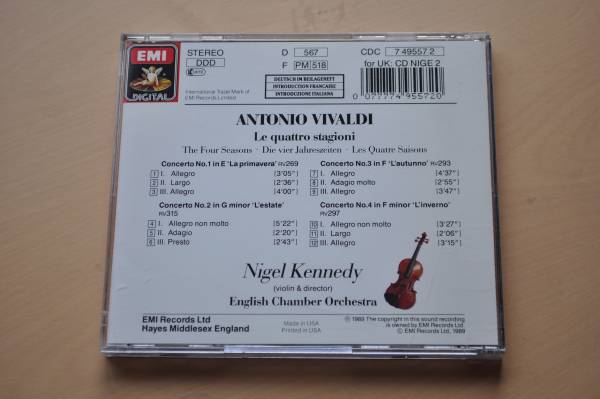 EMI
DIGITAL
STEREO
DDD
International Trade Mark of
EMI Records Limited
D 567
F PM 518
DEUTSCH IM BEILAGENHEFT
INTRODUCTION FRANÇAISE
INTRODUZIONE ITALIANA
CDC 7 49557 2
for UK: CD NIGE 2
0 077774 955720
ANTONIO VIVALDI
Le quattro stagioni
The Four Seasons · Die vier Jahreszeiten · Les Quatre Saisons
Concerto No.1 in E 'La primavera' RV269
1 I. Allegro (3'05")
2 II. Largo (2'36")
3 III. Allegro (4'00")
Concerto No.2 in G minor 'L'estate'
RV315
4 I. Allegro non molto (5'22")
5 II. Adagio (2'20")
6 III. Presto (2'43")
Concerto No.3 in F 'L'autunno' RV293
7 I. Allegro (4'37")
8 II. Adagio molto (2'55")
9 III. Allegro (3'47")
Concerto No.4 in F minor 'L'inverno'
RV297
10 I. Allegro non molto (3'27")
11 II. Largo (2'06")
12 III. Allegro (3'15")
Nigel Kennedy
(violin & director)
English Chamber Orchestra
EMI Records Ltd
Hayes Middlesex England
Made in USA
Printed in USA
℗ 1989 The copyright in this sound recording
is owned by EMI Records Ltd
© EMI Records Ltd, 1989